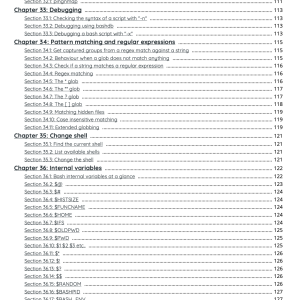 Section 32.1: pingnmap 111
Chapter 33: Debugging 113
Section 33.1: Checking the syntax of a script with "-n" 113
Section 33.2: Debugging using bashdb 113
Section 33.3: Debugging a bash script with "-x" 113
Chapter 34: Pattern matching and regular expressions 115
Section 34.1: Get captured groups from a regex match against a string 115
Section 34.2: Behaviour when a glob does not match anything 115
Section 34.3: Check if a string matches a regular expression 116
Section 34.4: Regex matching 116
Section 34.5: The * glob 116
Section 34.6: The ** glob 117
Section 34.7: The ? glob 117
Section 34.8: The [ ] glob 118
Section 34.9: Matching hidden files 119
Section 34.10: Case insensitive matching 119
Section 34.11: Extended globbing 119
Chapter 35: Change shell 121
Section 35.1: Find the current shell 121
Section 35.2: List available shells 121
Section 35.3: Change the shell 121
Chapter 36: Internal variables 122
Section 36.1: Bash internal variables at a glance 122
Section 36.2: $@ 123
Section 36.3: $# 124
Section 36.4: $HISTSIZE 124
Section 36.5: $FUNCNAME 124
Section 36.6: $HOME 124
Section 36.7: $IFS 124
Section 36.8: $OLDPWD 125
Section 36.9: $PWD 125
Section 36.10: $1 $2 $3 etc.. 125
Section 36.11: $* 126
Section 36.12: $! 126
Section 36.13: $? 126
Section 36.14: $$ 126
Section 36.15: $RANDOM 126
Section 36.16: $BASHPID 127
Section 36.17: $BASH_ENV 127